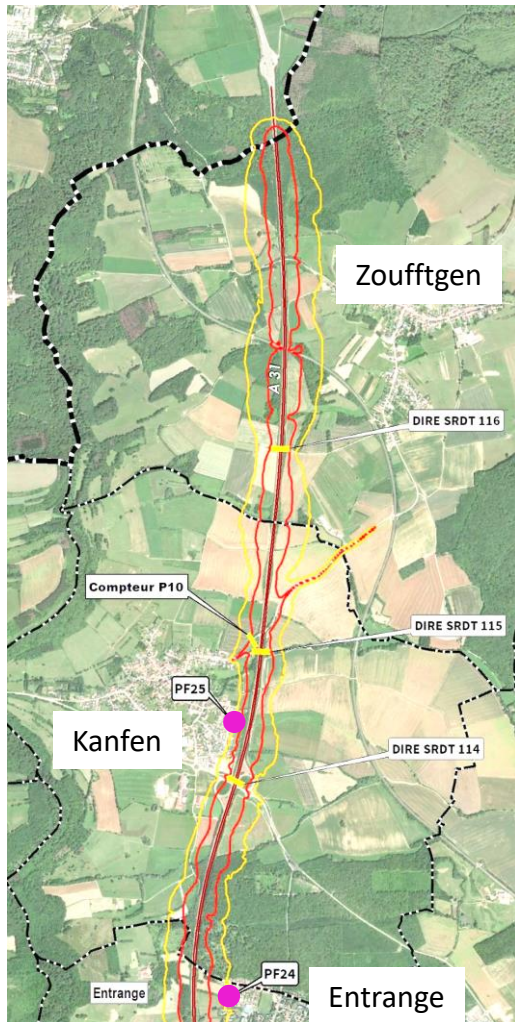 Zoufftgen
A 31
DIRE SRDT 116
Compteur P10
DIRE SRDT 115
PF25
Kanfen
DIRE SRDT 114
PF24
Entrange
Entrange